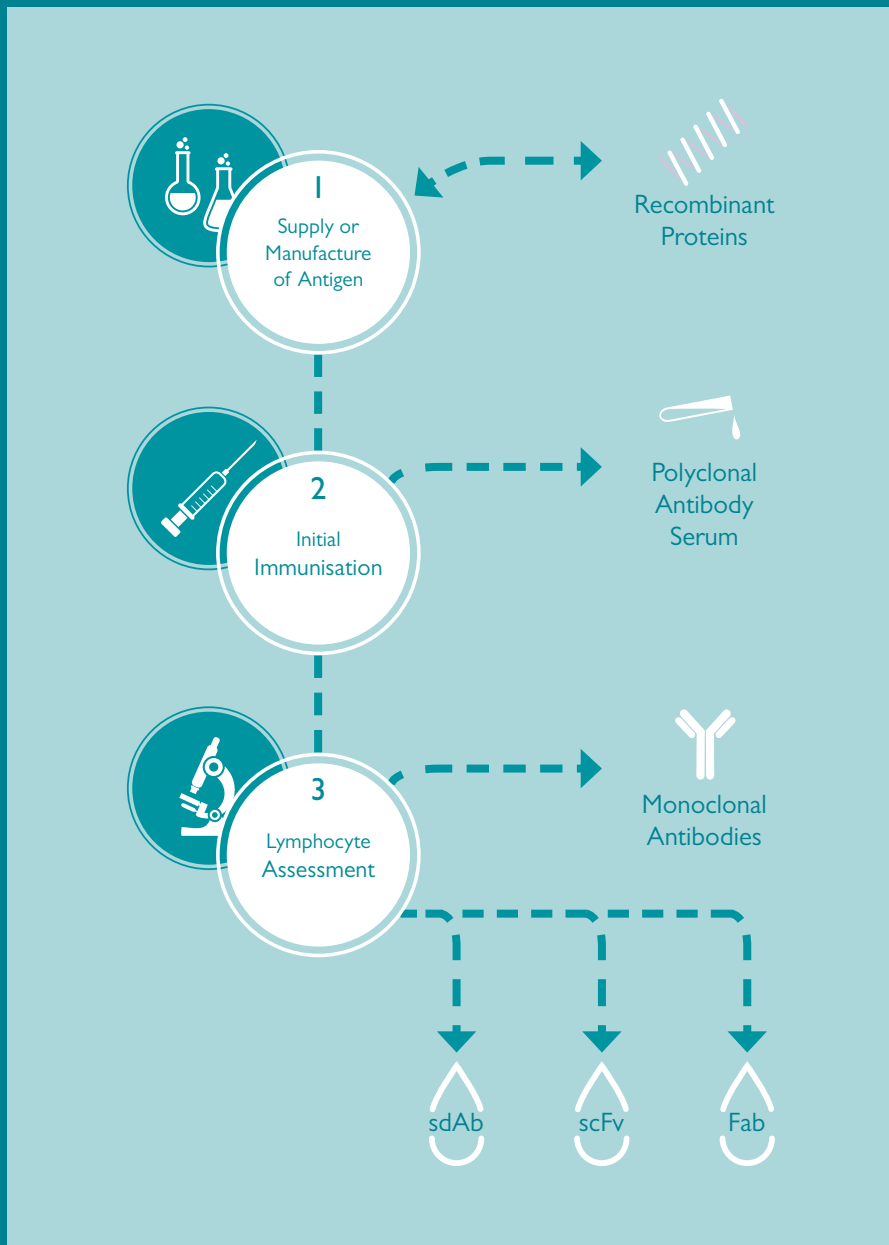 1
Supply or
Manufacture
of Antigen
Recombinant
Proteins
2
Initial
Immunisation
Polyclonal
Antibody
Serum
3
Lymphocyte
Assessment
Monoclonal
Antibodies
sdAb
scFv
Fab